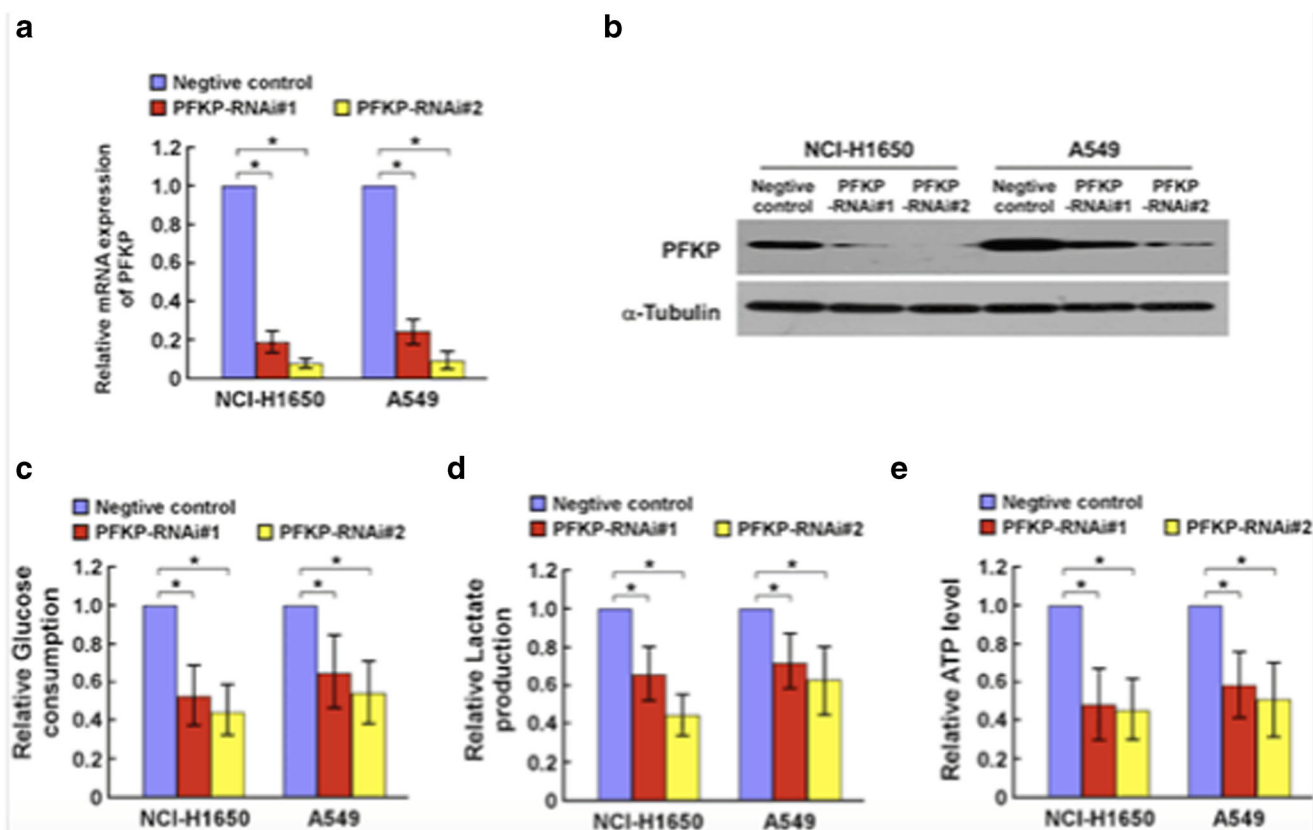 a
Negtive control
PFKP-RNAi#1 PFKP-RNAi#2
Relative mRNA expression
of PFKP
1.2
1.0
0.8
0.6
0.4
0.2
0
* * * *
NCI-H1650 A549
b
NCI-H1650 A549
Negtive PFKP PFKP Negtive PFKP PFKP
control -RNAi#1 -RNAi#2 control -RNAi#1 -RNAi#2
PFKP
α-Tubulin
c
Negtive control
PFKP-RNAi#1 PFKP-RNAi#2
Relative Glucose
consumption
1.2
1.0
0.8
0.6
0.4
0.2
0
* * * *
NCI-H1650 A549
d
Negtive control
PFKP-RNAi#1 PFKP-RNAi#2
Relative Lactate
production
1.2
1.0
0.8
0.6
0.4
0.2
0
* * * *
NCI-H1650 A549
e
Negtive control
PFKP-RNAi#1 PFKP-RNAi#2
Relative ATP level
1.2
1.0
0.8
0.6
0.4
0.2
0
* * * *
NCI-H1650 A549